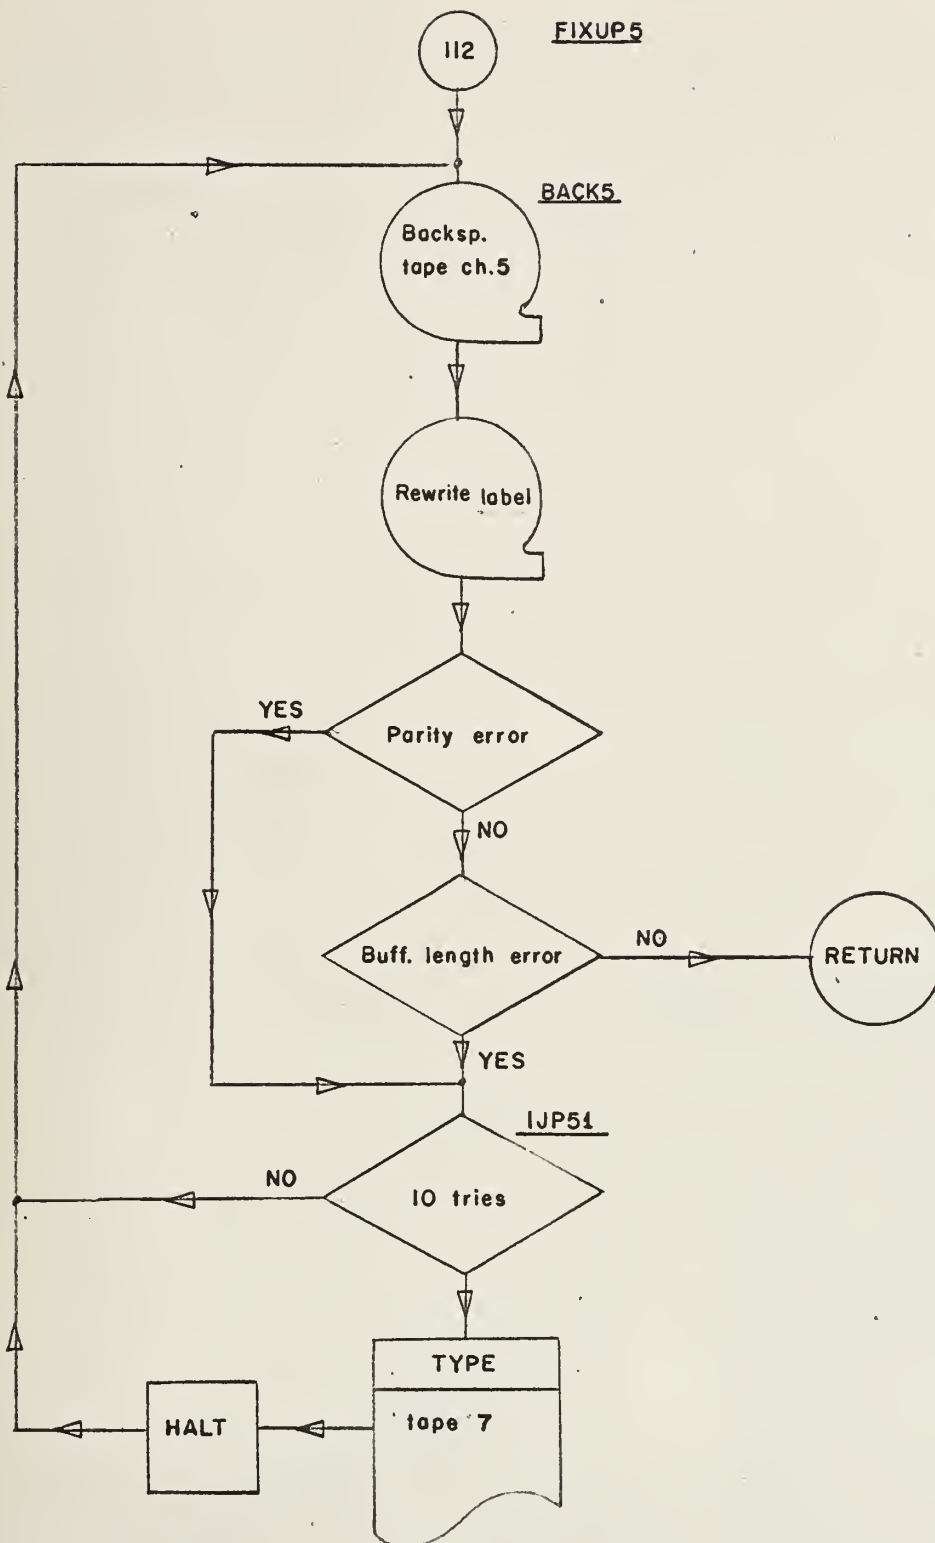 FIXUP5
112
BACK5
Backsp.
tape ch.5
Rewrite label
YES
Parity error
NO
Buff. length error
NO
RETURN
YES
IJP51
NO
10 tries
TYPE
HALT
tape 7